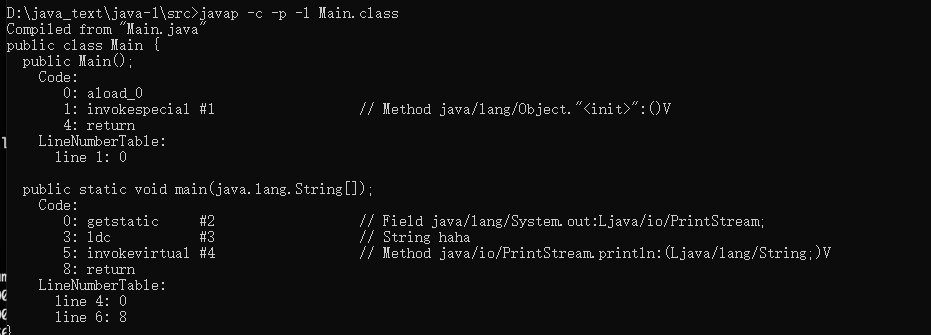 D:\java_text\java-1\src>javap -c -p -l Main.class
Compiled from "Main.java"
public class Main {
  public Main();
    Code:
       0: aload_0
       1: invokespecial #1                  // Method java/lang/Object."<init>":()V
       4: return
    LineNumberTable:
      line 1: 0

  public static void main(java.lang.String[]);
    Code:
       0: getstatic     #2                  // Field java/lang/System.out:Ljava/io/PrintStream;
       3: ldc           #3                  // String haha
       5: invokevirtual #4                  // Method java/io/PrintStream.println:(Ljava/lang/String;)V
       8: return
    LineNumberTable:
      line 4: 0
      line 6: 8
}